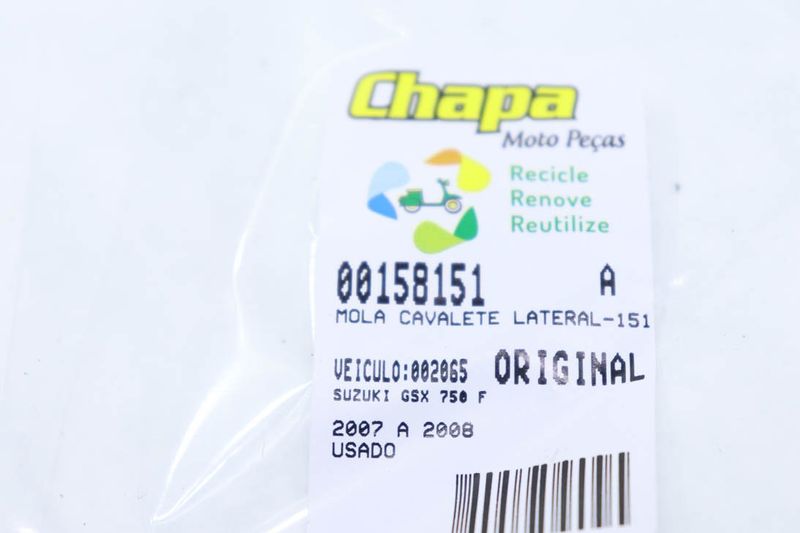 Chapa
Moto Peças
Recicle
Renove
Reutilize
00158151 A
MOLA CAVALETE LATERAL-151
VEICULO:002065 ORIGINAL
SUZUKI GSX 750 F
2007 A 2008
USADO